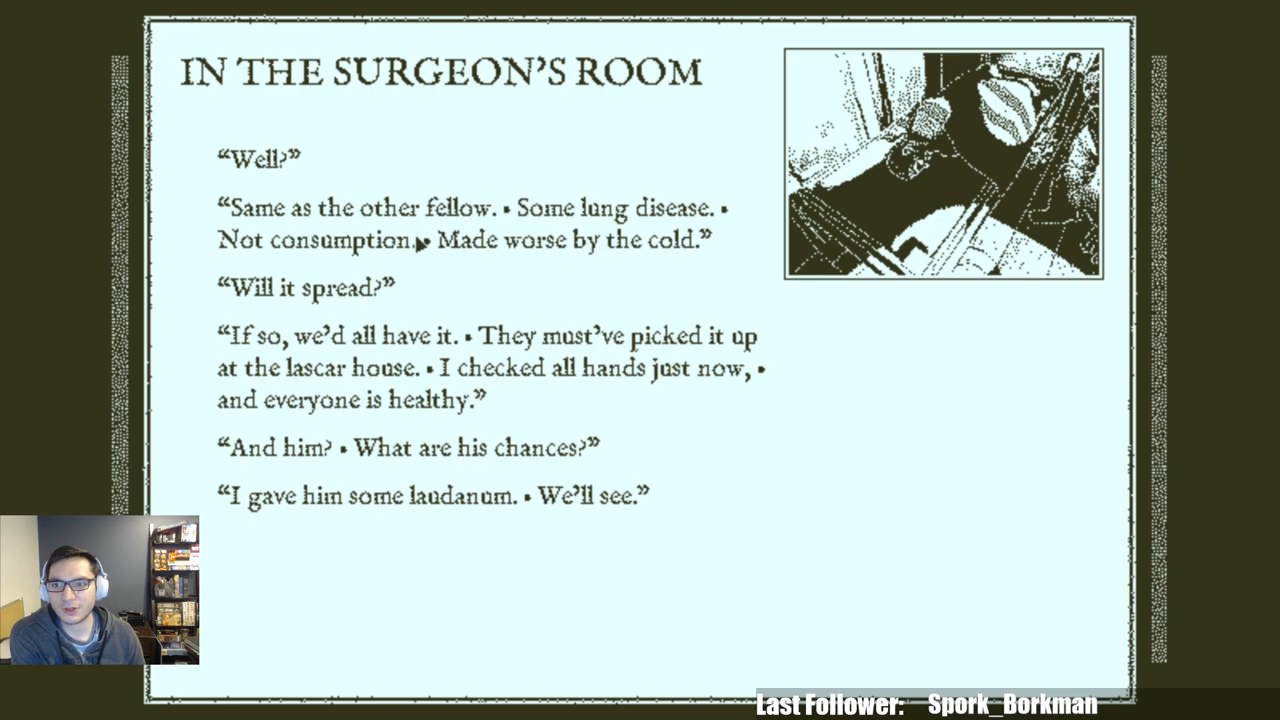 IN THE SURGEON'S ROOM
“Well?”
“Same as the other fellow. • Some lung disease. •
Not consumption. • Made worse by the cold.”
“Will it spread?”
“If so, we'd all have it. • They must've picked it up
at the lascar house. • I checked all hands just now, •
and everyone is healthy.”
“And him? • What are his chances?”
“I gave him some laudanum. • We'll see.”
Last Follower: Spork_Borkman